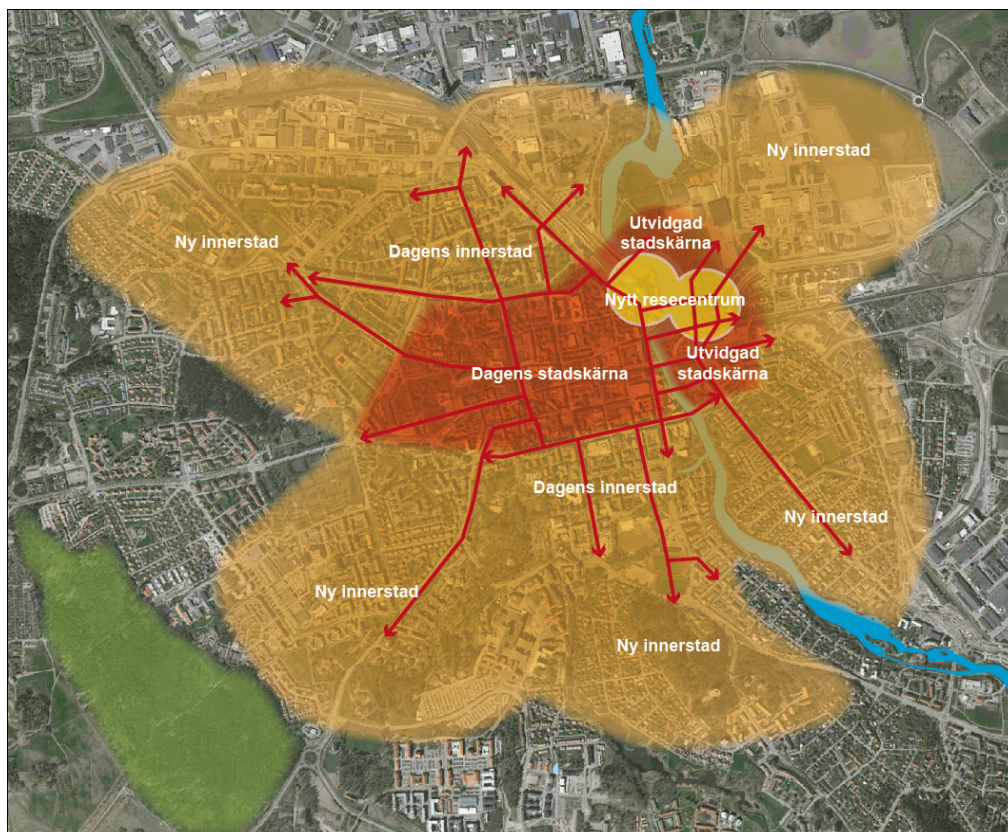 Ny innerstad
Utvidgad
stadskärna
Ny innerstad
Dagens innerstad
Nytt resecentrum
Utvidgad
stadskärna
Dagens stadskärna
Dagens innerstad
Ny innerstad
Ny innerstad
Ny innerstad